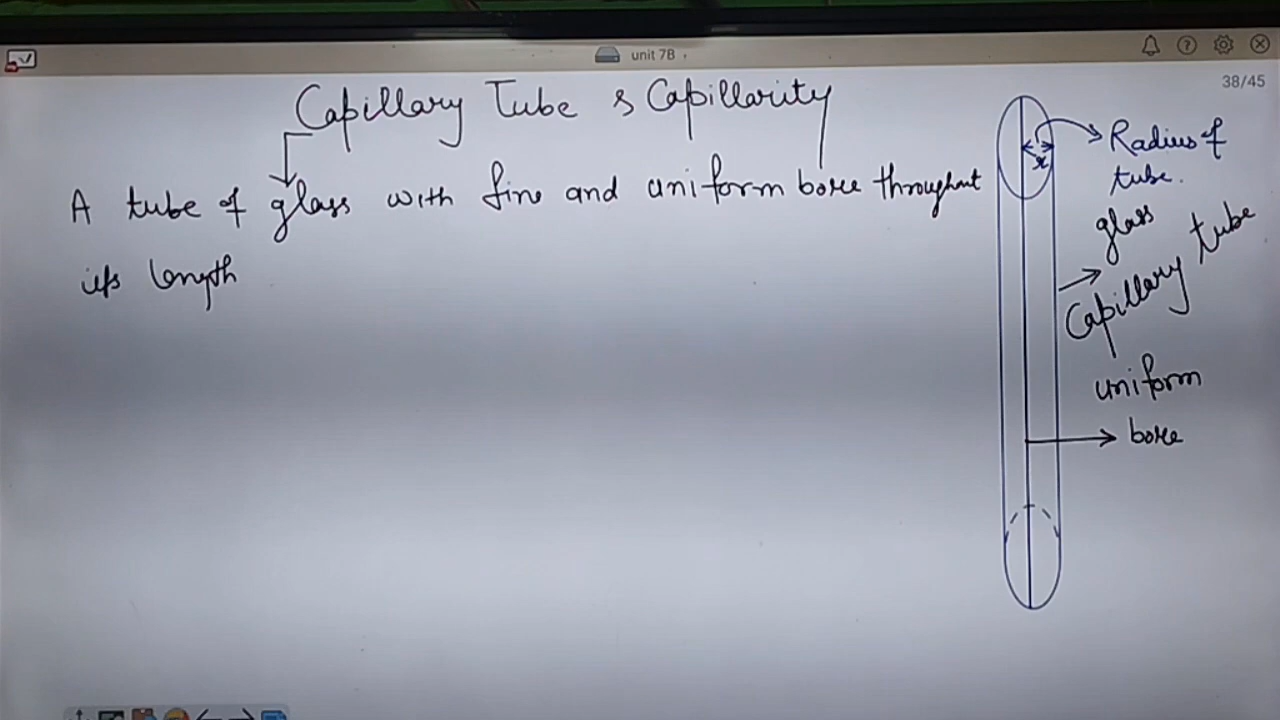 unit 7B
38/45
Capillary Tube & Capillarity
A tube of glass with fine and uniform bore throughout
its length
r
Radius of
tube.
glass
Capillary tube
uniform
bore